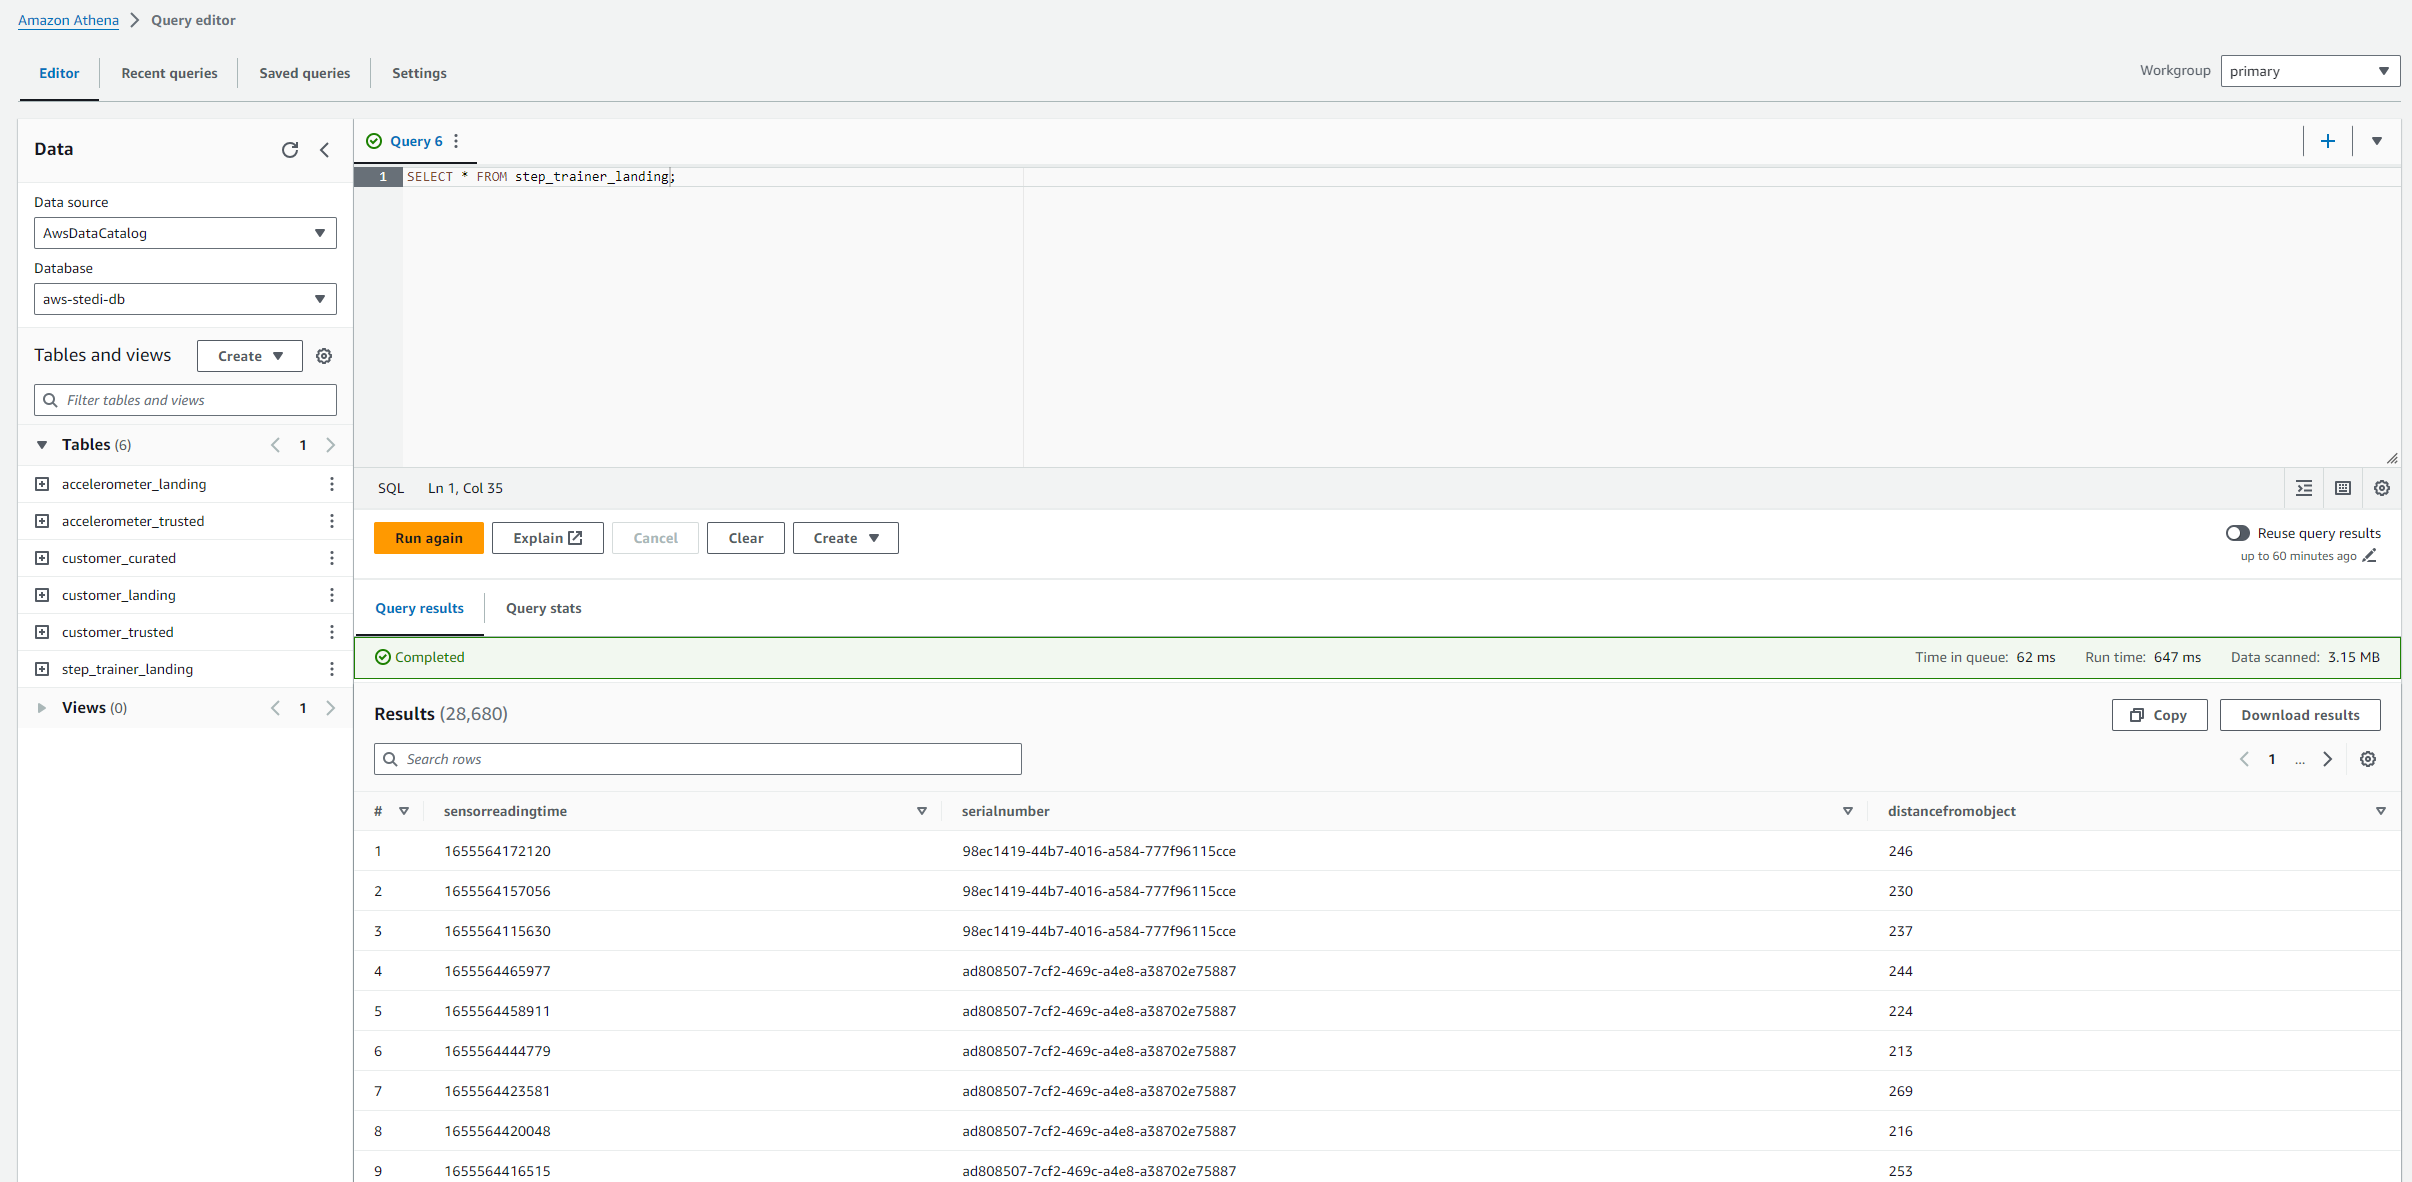 Amazon Athena > Query editor
Editor Recent queries Saved queries Settings
Workgroup primary
Data
Data source
AwsDataCatalog
Database
aws-stedi-db
Tables and views Create
Filter tables and views
Tables (6) 1
accelerometer_landing
accelerometer_trusted
customer_curated
customer_landing
customer_trusted
step_trainer_landing
Views (0) 1
Query 6
1 SELECT * FROM step_trainer_landing;
SQL Ln 1, Col 35
Run again Explain Cancel Clear Create
Reuse query results
up to 60 minutes ago
Query results Query stats
Completed Time in queue: 62 ms Run time: 647 ms Data scanned: 3.15 MB
Results (28,680) Copy Download results
Search rows 1 ...
# sensorreadingtime serialnumber distancefromobject
1 1655564172120 98ec1419-44b7-4016-a584-777f96115cce 246
2 1655564157056 98ec1419-44b7-4016-a584-777f96115cce 230
3 1655564115630 98ec1419-44b7-4016-a584-777f96115cce 237
4 1655564465977 ad808507-7cf2-469c-a4e8-a38702e75887 244
5 1655564458911 ad808507-7cf2-469c-a4e8-a38702e75887 224
6 1655564444779 ad808507-7cf2-469c-a4e8-a38702e75887 213
7 1655564423581 ad808507-7cf2-469c-a4e8-a38702e75887 269
8 1655564420048 ad808507-7cf2-469c-a4e8-a38702e75887 216
9 1655564416515 ad808507-7cf2-469c-a4e8-a38702e75887 253